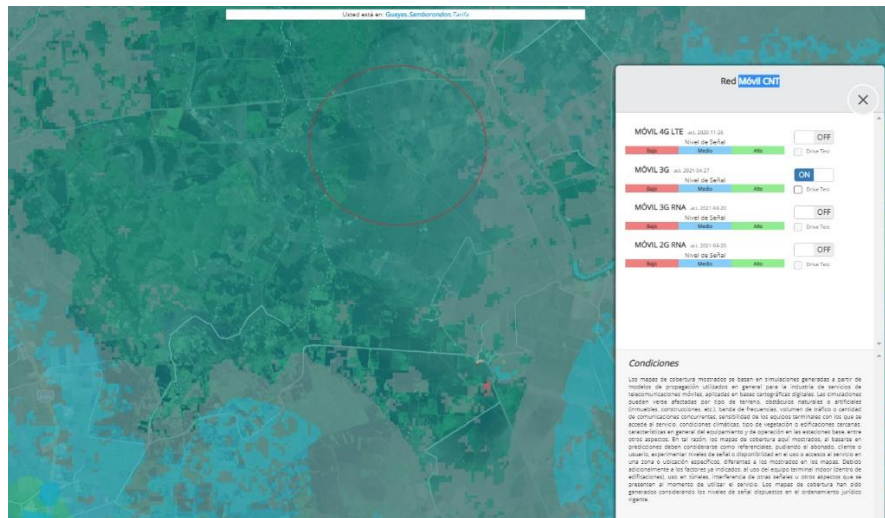 Usted está en: Guayas,Samborondon,Tarifa
Red Móvil CNT
MÓVIL 4G LTE act. 2020-11-26
OFF
Nivel de Señal
Drive Test
Bajo Medio Alto
MÓVIL 3G act. 2021-04-27
ON
Nivel de Señal
Drive Test
Bajo Medio Alto
MÓVIL 3G RNA act. 2021-04-20
OFF
Nivel de Señal
Drive Test
Bajo Medio Alto
MÓVIL 2G RNA act. 2021-04-20
OFF
Nivel de Señal
Drive Test
Bajo Medio Alto
Condiciones
Los mapas de cobertura mostrados se basan en simulaciones generadas a partir de
modelos de propagación utilizados en general para la industria de servicios de
telecomunicaciones móviles, aplicadas en bases cartográficas digitales. Las simulaciones
pueden verse afectadas por tipo de terreno, obstáculos naturales o artificiales
(inmuebles, construcciones, etc.), banda de frecuencias, volumen de tráfico o cantidad
de comunicaciones concurrentes, sensibilidad de los equipos terminales con los que se
accede al servicio, condiciones climáticas, tipo de vegetación o edificaciones cercanas,
características en general del equipamiento y de operación en las estaciones base, entre
otros aspectos. En tal razón, los mapas de cobertura aquí mostrados, al basarse en
predicciones deben considerarse como referenciales, pudiendo el abonado, cliente o
usuario, experimentar niveles de señal o disponibilidad en el uso o accesos al servicio en
una zona o ubicación específicos, diferentes a los mostrados en los mapas. Debido
adicionalmente a los factores ya indicados, al uso del equipo terminal indoor (dentro de
edificaciones), uso en túneles, interferencia de otras señales u otros aspectos que se
presenten al momento de utilizar el servicio. Los mapas de cobertura han sido
generados considerando los niveles de señal dispuestos en el ordenamiento jurídico
vigente.